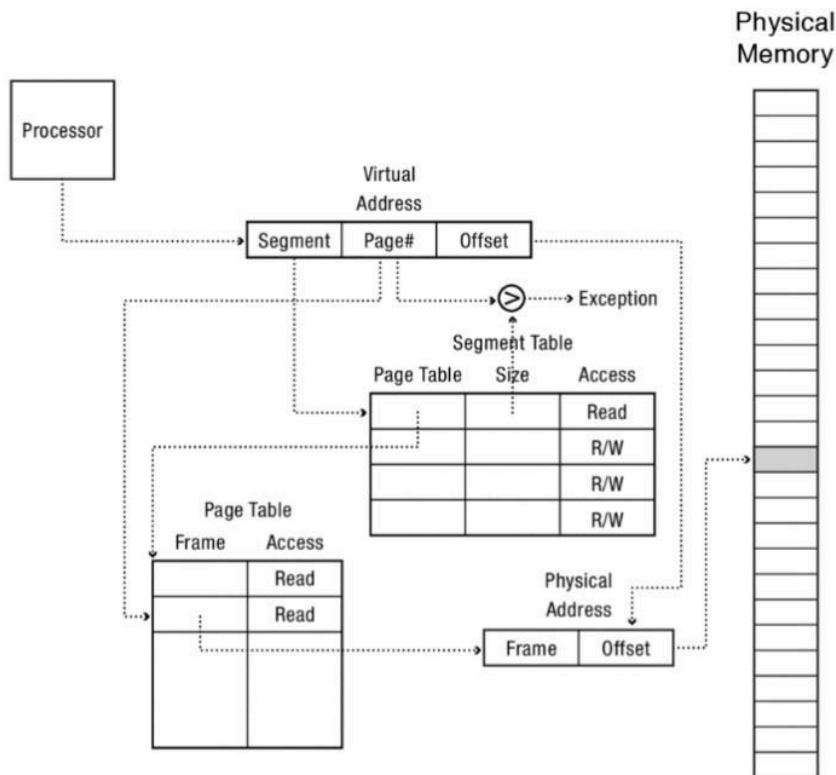 Physical
Memory
Processor
Virtual
Address
Segment Page# Offset
> Exception
Segment Table
Page Table Size Access
Read
R/W
R/W
R/W
Page Table
Frame Access
Read
Read
Physical
Address
Frame Offset